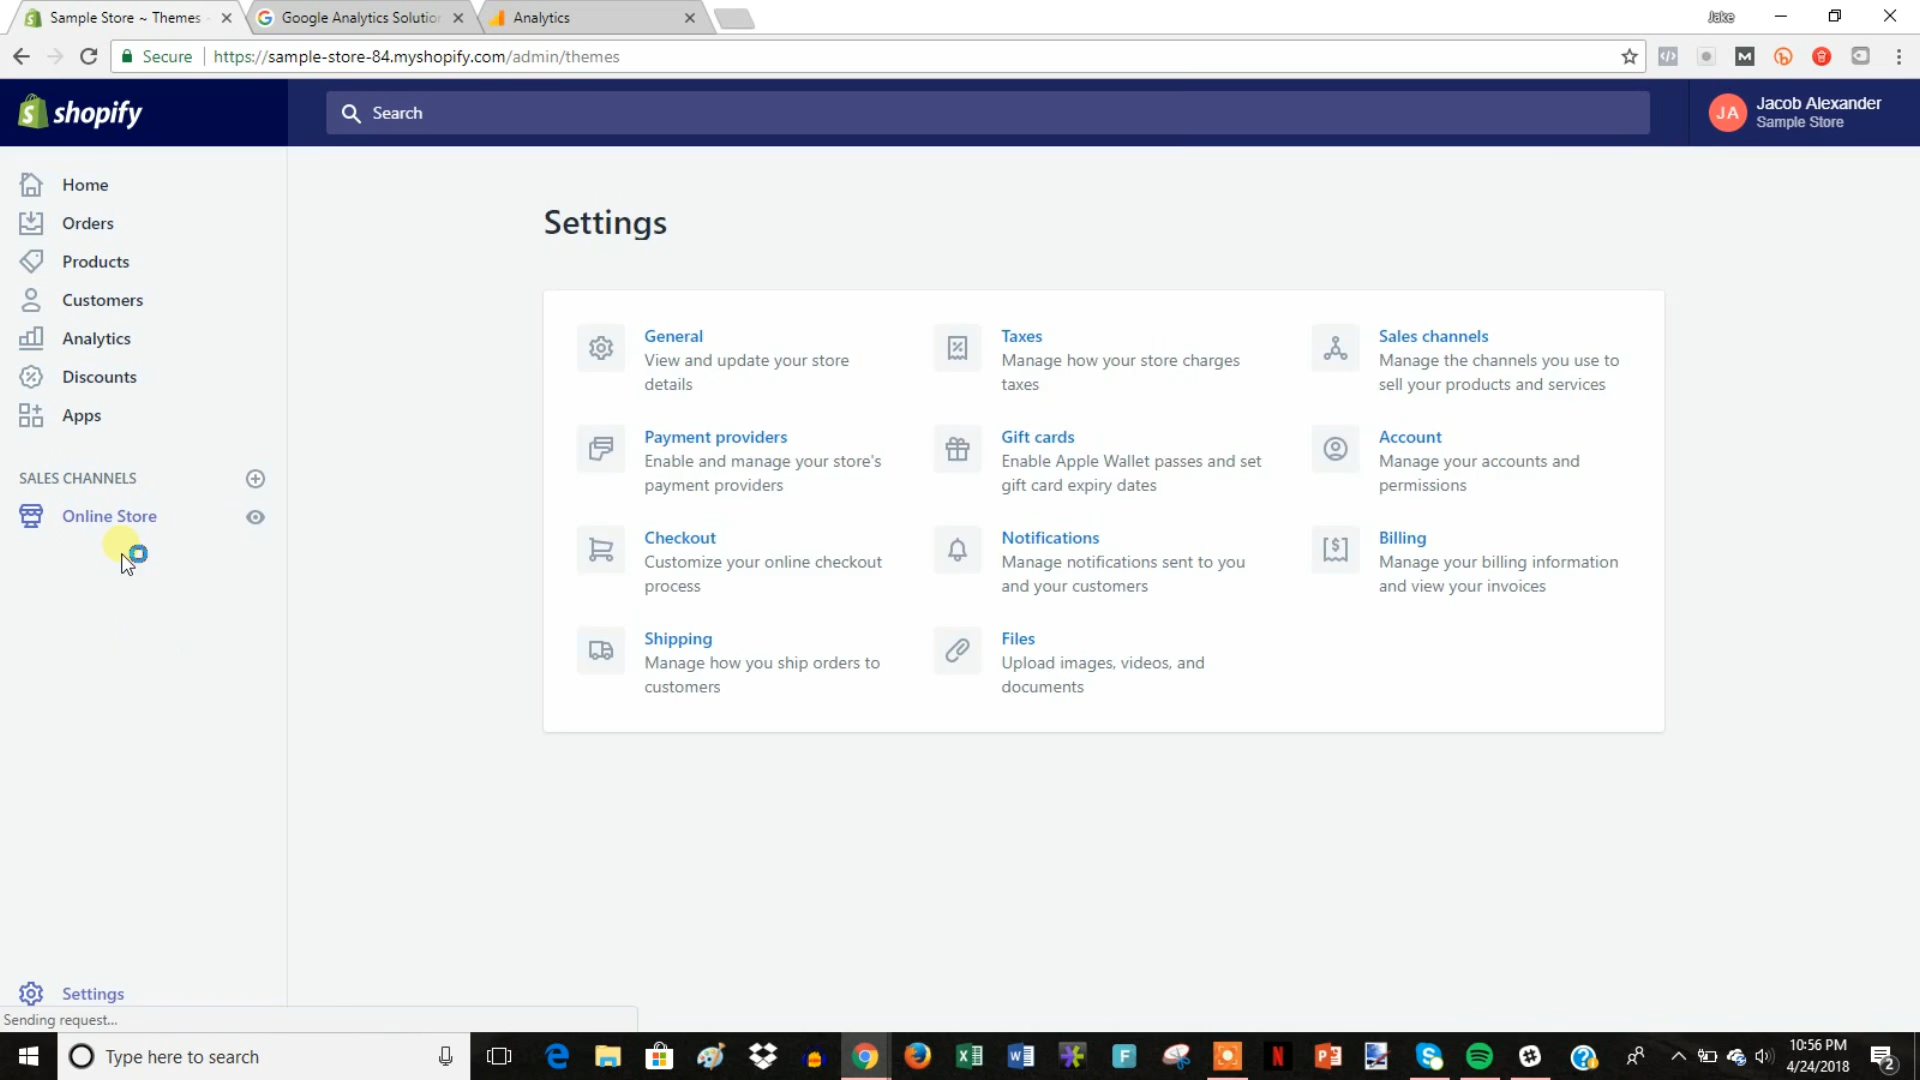 Sample Store ~ Themes
Google Analytics Solution
Analytics
Jake
Secure
https://sample-store-84.myshopify.com/admin/themes
shopify
Search
JA
Jacob Alexander
Sample Store
Home
Orders
Products
Customers
Analytics
Discounts
Apps
SALES CHANNELS
Online Store
Settings
Sending request...
Settings
General
View and update your store
details
Taxes
Manage how your store charges
taxes
Sales channels
Manage the channels you use to
sell your products and services
Payment providers
Enable and manage your store's
payment providers
Gift cards
Enable Apple Wallet passes and set
gift card expiry dates
Account
Manage your accounts and
permissions
Checkout
Customize your online checkout
process
Notifications
Manage notifications sent to you
and your customers
Billing
Manage your billing information
and view your invoices
Shipping
Manage how you ship orders to
customers
Files
Upload images, videos, and
documents
Type here to search
10:56 PM
4/24/2018
2